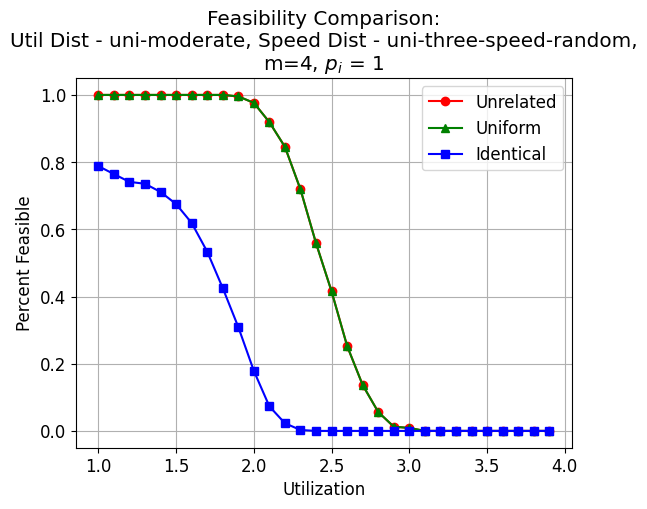 Feasibility Comparison:
Util Dist - uni-moderate, Speed Dist - uni-three-speed-random,
m=4, pᵢ = 1
Unrelated
Uniform
Identical
Percent Feasible
1.0
0.8
0.6
0.4
0.2
0.0
1.0 1.5 2.0 2.5 3.0 3.5 4.0
Utilization